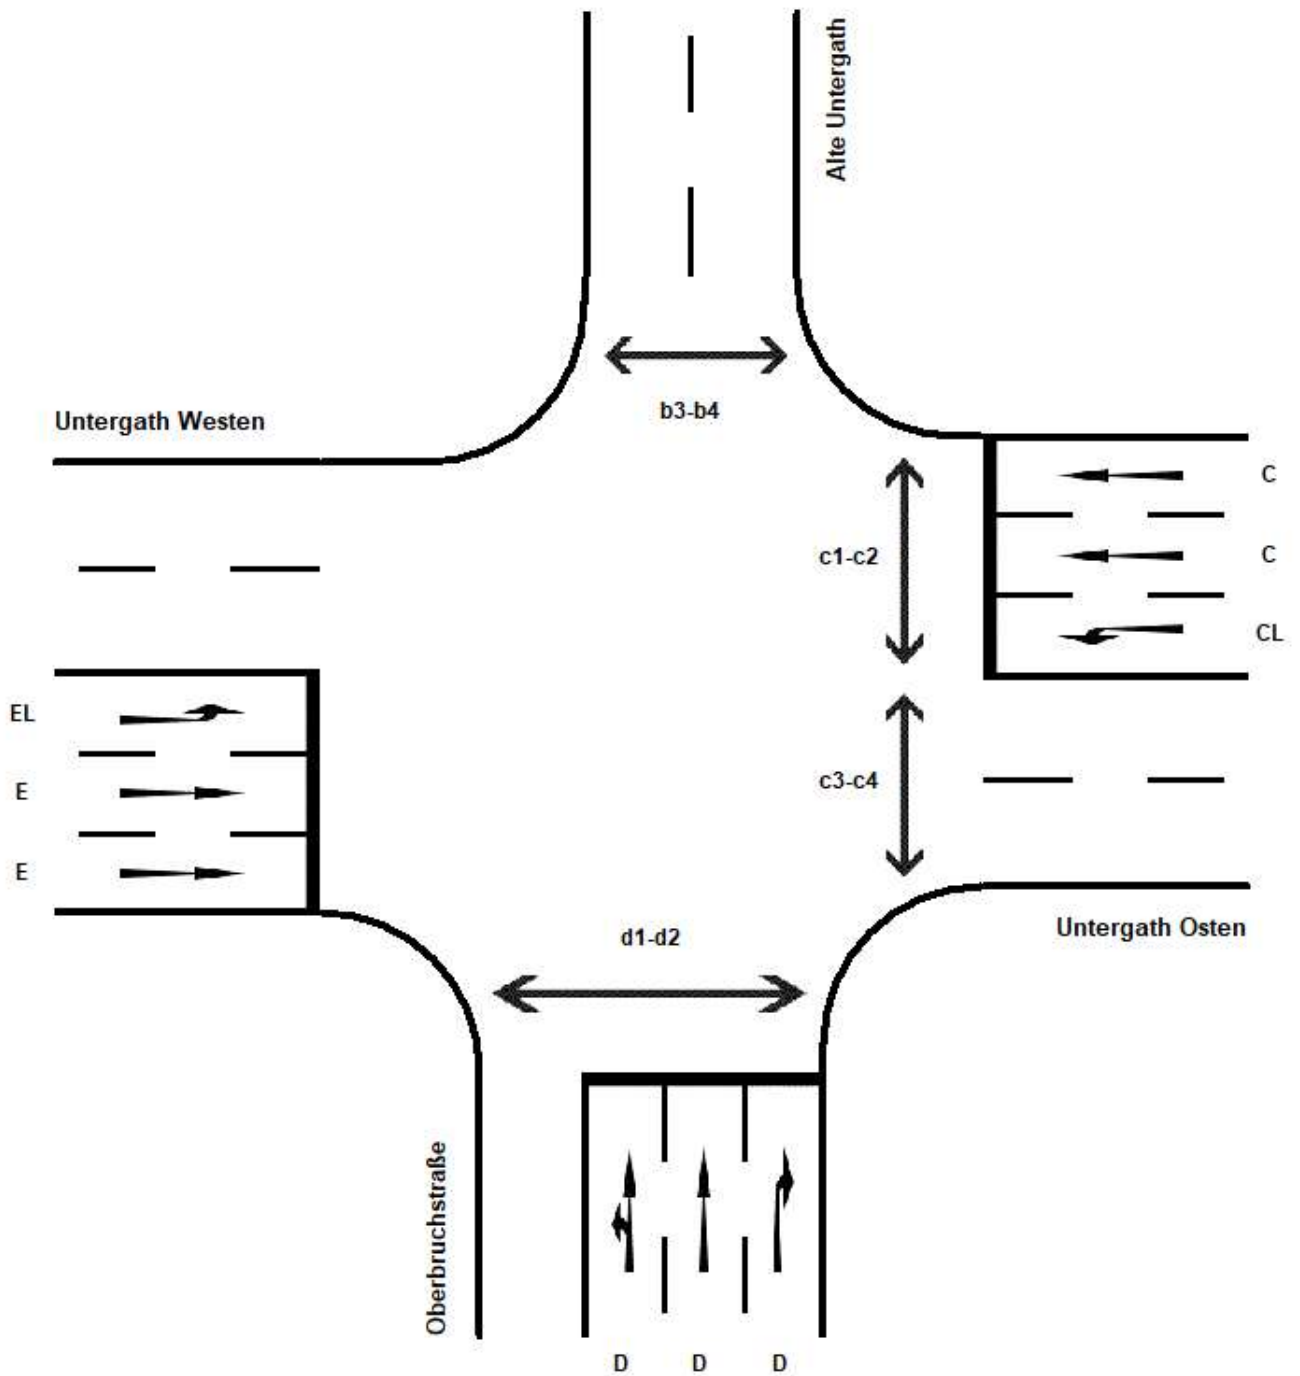 Alte Untergath
b3-b4
Untergath Westen
c1-c2
C
C
CL
EL
E
E
c3-c4
d1-d2
Untergath Osten
Oberbruchstraße
D D D